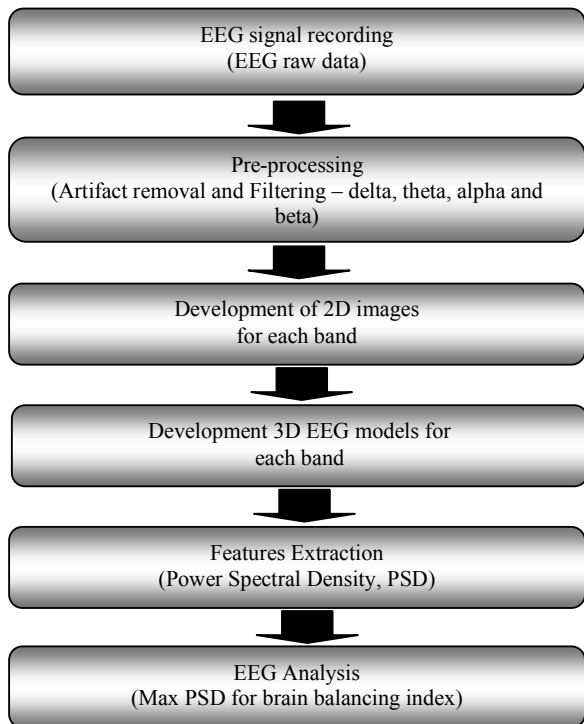 EEG signal recording
(EEG raw data)
Pre-processing
(Artifact removal and Filtering – delta, theta, alpha and
beta)
Development of 2D images
for each band
Development 3D EEG models for
each band
Features Extraction
(Power Spectral Density, PSD)
EEG Analysis
(Max PSD for brain balancing index)